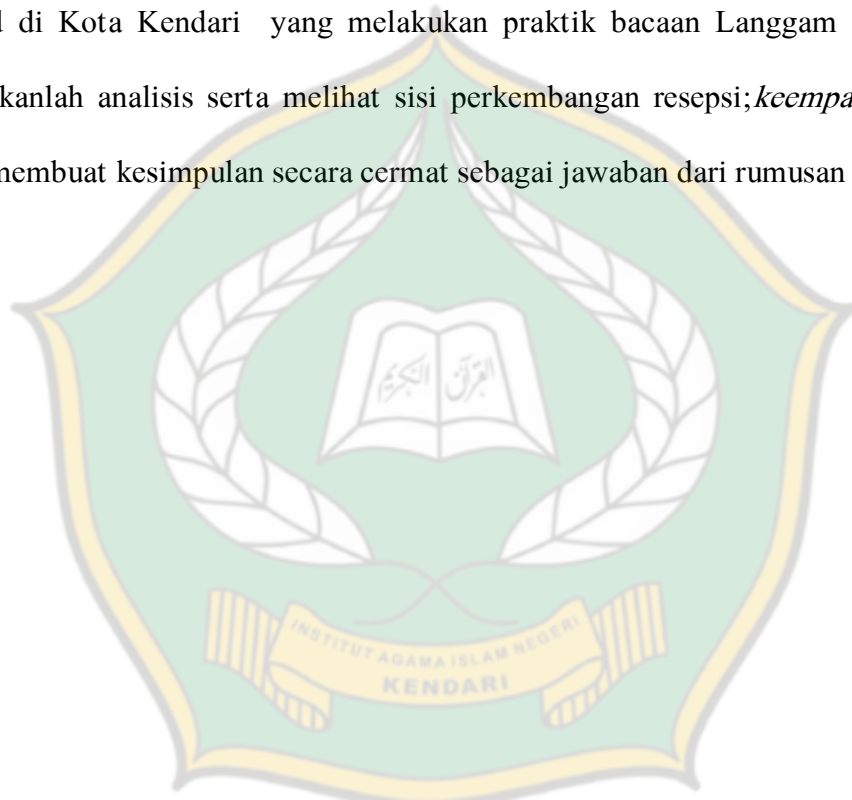 di Kota Kendari yang melakukan praktik bacaan Langgam
kanlah analisis serta melihat sisi perkembangan resepsi;keempa
membuat kesimpulan secara cermat sebagai jawaban dari rumusan
القرآن الكريم
INSTITUT AGAMA ISLAM NEGERI
KENDARI